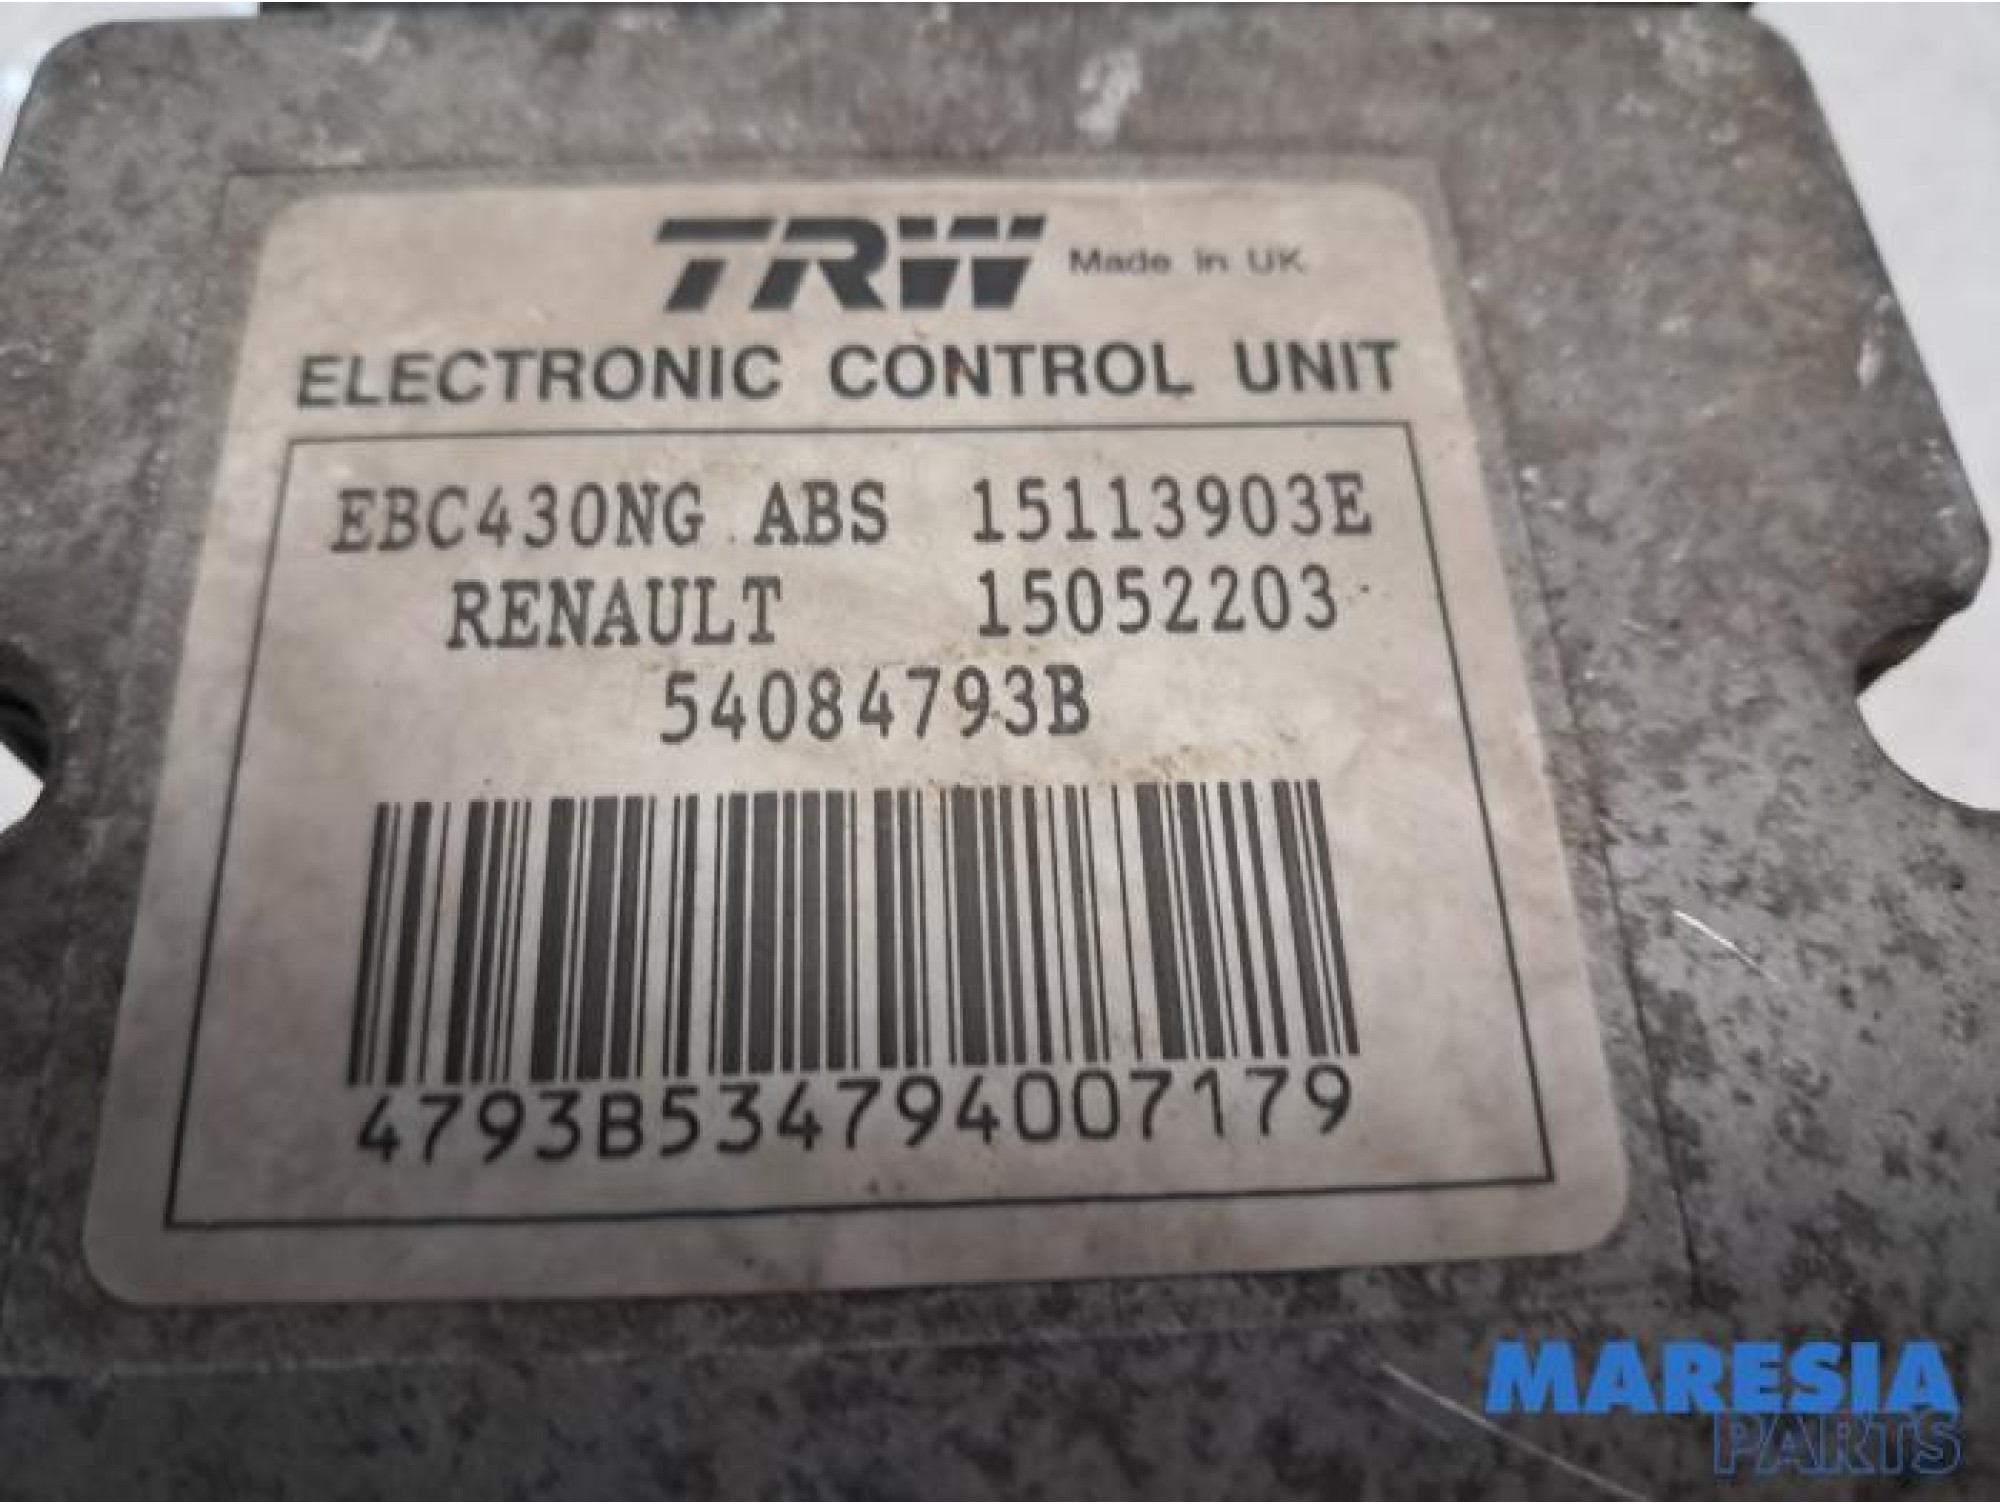 TRW Made in UK
ELECTRONIC CONTROL UNIT
EBC430NG ABS 15113903E
RENAULT 15052203
54084793B
4793B534794007179
MARESIA
PARTS